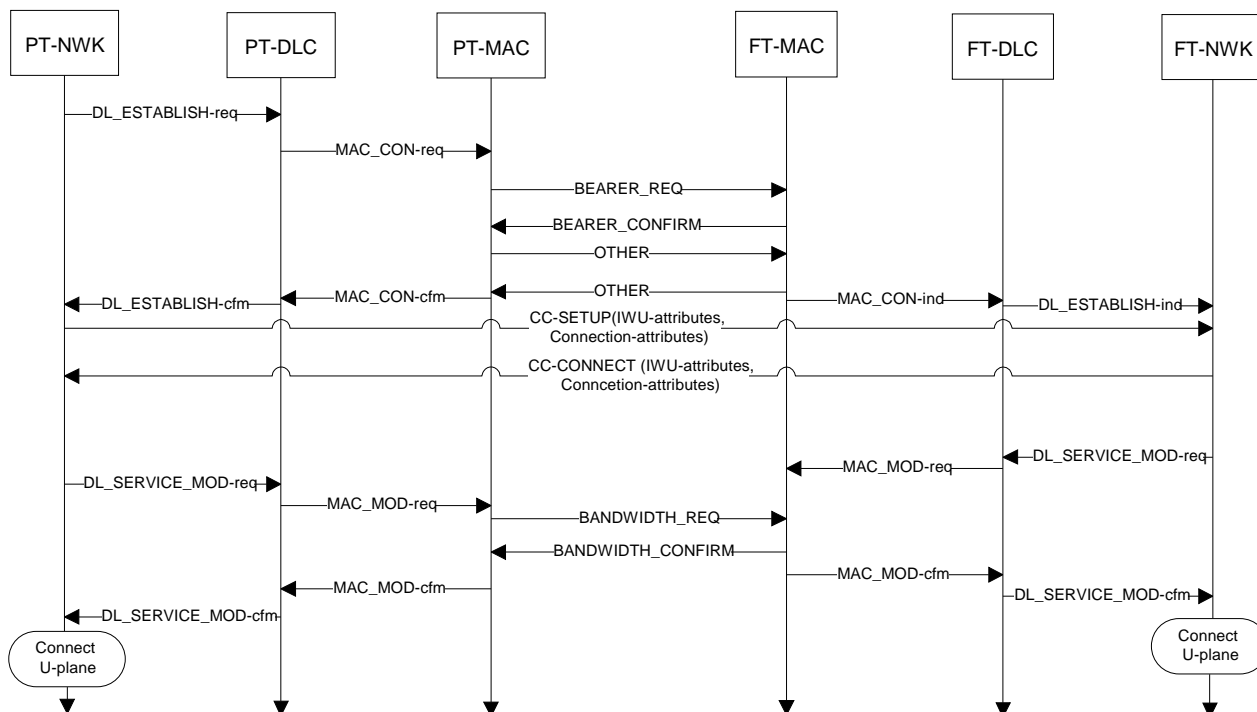 PT-NWK
PT-DLC
PT-MAC
FT-MAC
FT-DLC
FT-NWK
DL_ESTABLISH-req
MAC_CON-req
BEARER_REQ
BEARER_CONFIRM
OTHER
OTHER
MAC_CON-cfm
DL_ESTABLISH-cfm
MAC_CON-ind
DL_ESTABLISH-ind
CC-SETUP(IWU-attributes,
Connection-attributes)
CC-CONNECT (IWU-attributes,
Conncetion-attributes)
DL_SERVICE_MOD-req
MAC_MOD-req
DL_SERVICE_MOD-req
MAC_MOD-req
BANDWIDTH_REQ
BANDWIDTH_CONFIRM
MAC_MOD-cfm
MAC_MOD-cfm
DL_SERVICE_MOD-cfm
DL_SERVICE_MOD-cfm
Connect
U-plane
Connect
U-plane